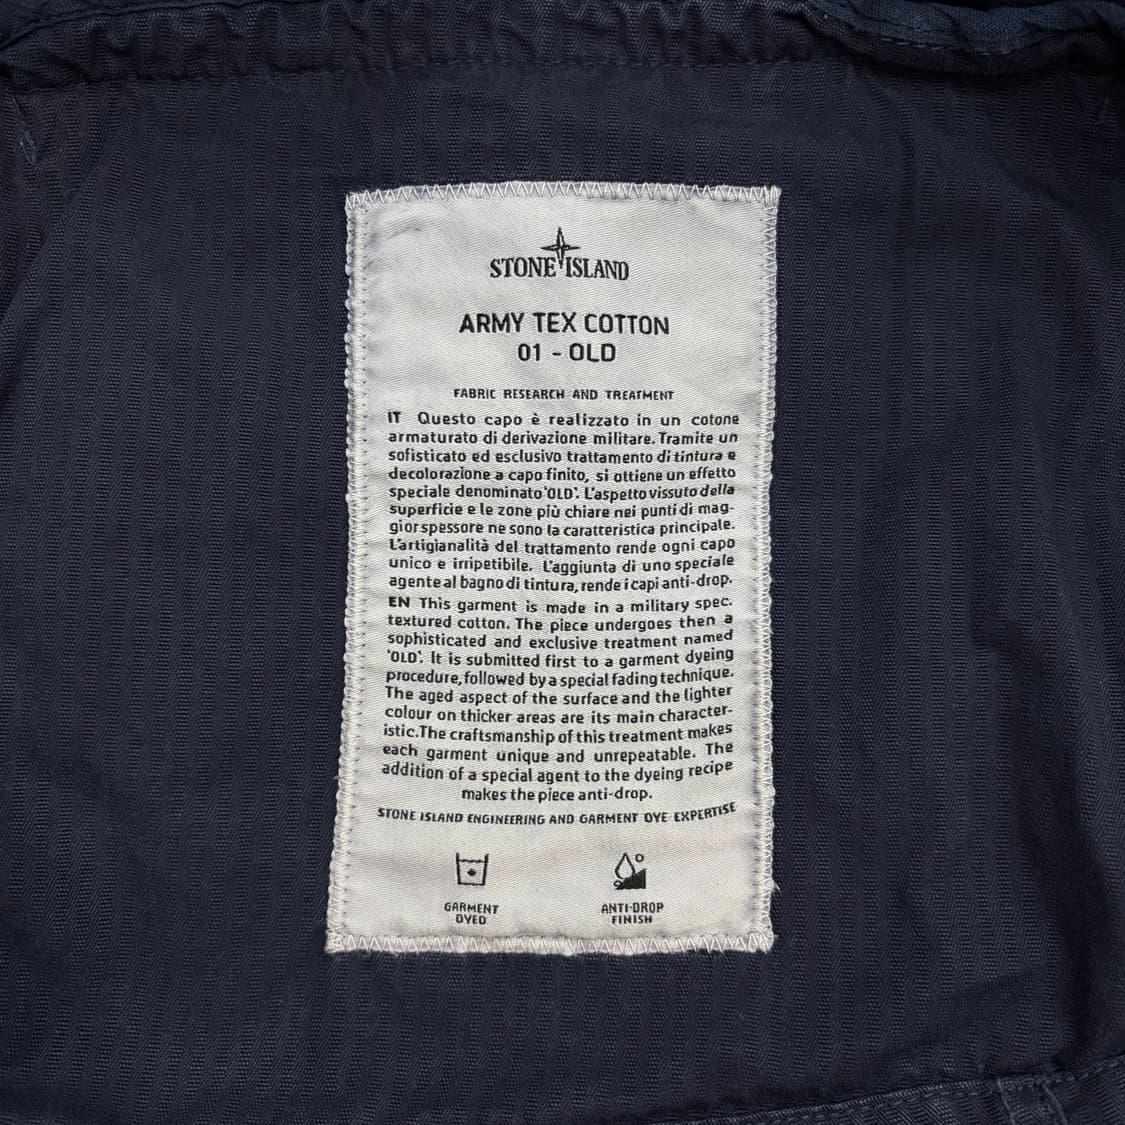 STONE ISLAND
ARMY TEX COTTON
01 - OLD
FABRIC RESEARCH AND TREATMENT
IT Questo capo è realizzato in un cotone
armaturato di derivazione militare. Tramite un
sofisticato ed esclusivo trattamento di tintura e
decolorazione a capo finito, si ottiene un effetto
speciale denominato 'OLD'. L'aspetto vissuto della
superficie e le zone più chiare nei punti di mag-
gior spessore ne sono la caratteristica principale.
L'artigianalità del trattamento rende ogni capo
unico e irripetibile. L'aggiunta di uno speciale
agente al bagno di tintura, rende i capi anti-drop.
EN This garment is made in a military spec.
textured cotton. The piece undergoes then a
sophisticated and exclusive treatment named
'OLD'. It is submitted first to a garment dyeing
procedure, followed by a special fading technique.
The aged aspect of the surface and the lighter
colour on thicker areas are its main character-
istic.The craftsmanship of this treatment makes
each garment unique and unrepeatable. The
addition of a special agent to the dyeing recipe
makes the piece anti-drop.
STONE ISLAND ENGINEERING AND GARMENT DYE EXPERTISE
GARMENT
DYED
ANTI-DROP
FINISH